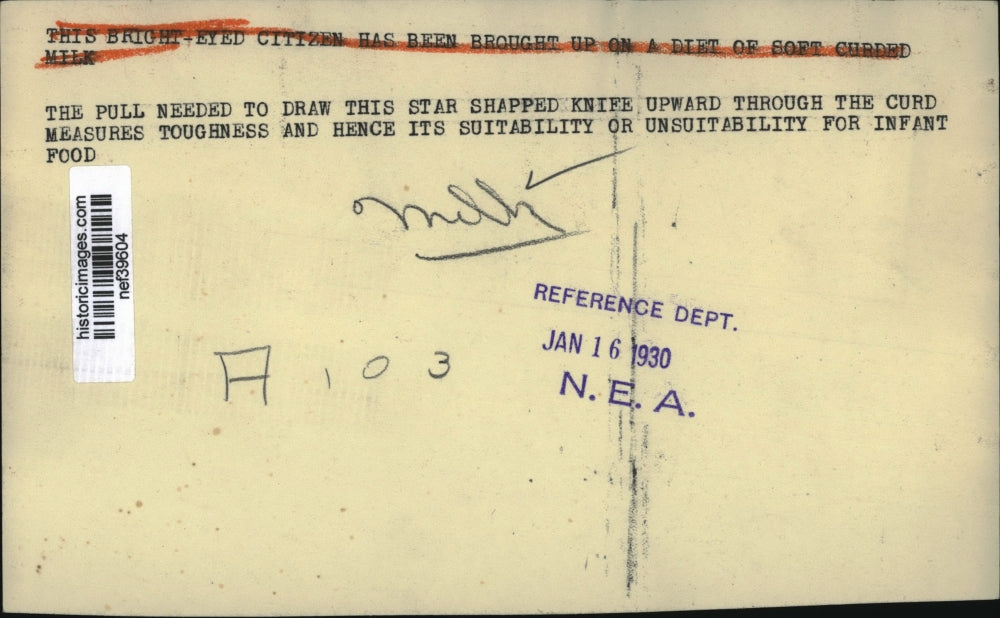 THIS BRIGHT-EYED CITIZEN HAS BEEN BROUGHT UP ON A DIET OF SOFT CURDED
MILK
THE PULL NEEDED TO DRAW THIS STAR SHAPPED KNIFE UPWARD THROUGH THE CURD
MEASURES TOUGHNESS AND HENCE ITS SUITABILITY OR UNSUITABILITY FOR INFANT
FOOD
Milk
historicimages.com
nef39604
REFERENCE DEPT.
JAN 16 1930
N. E. A.
A 103